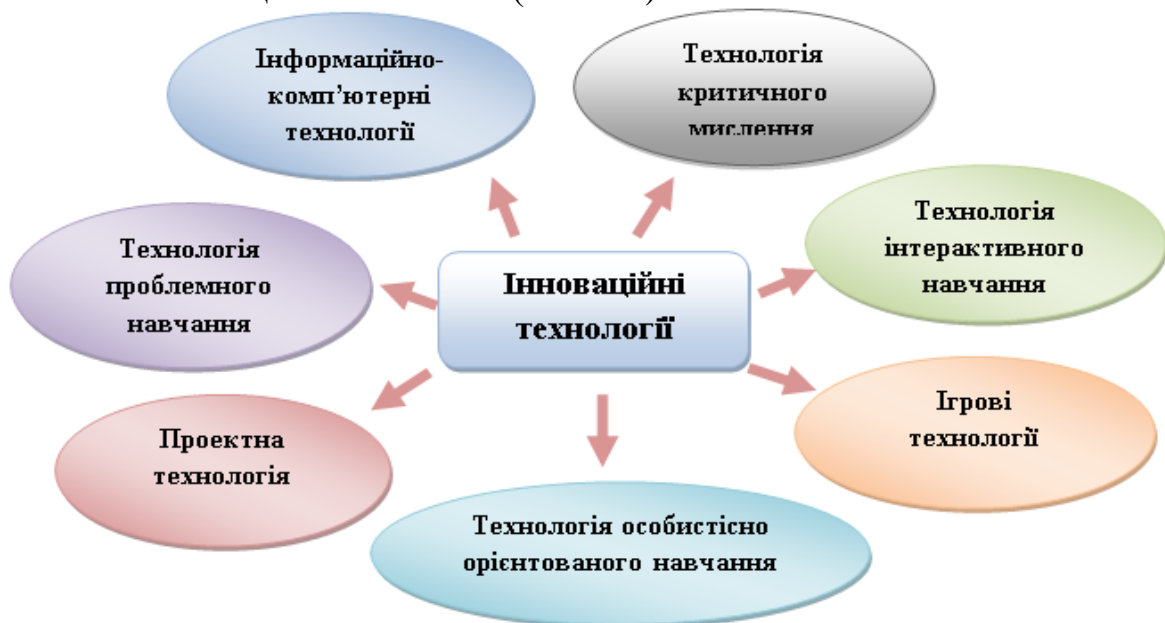 Інформаційно-
комп’ютерні
технології
Технологія
критичного
мислення
Технологія
інтерактивного
навчання
Технологія
проблемного
навчання
Інноваційні
технології
Ігрові
технології
Проектна
технологія
Технологія особистісно
орієнтованого навчання